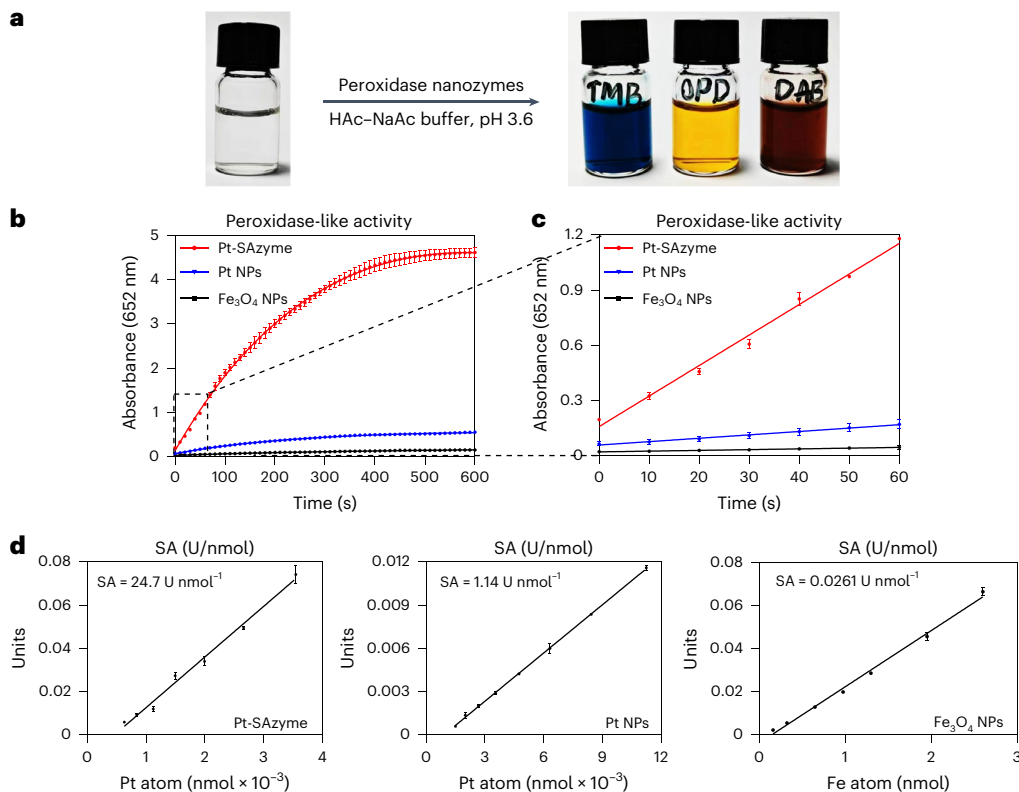 a
Peroxidase nanozymes
HAc–NaAc buffer, pH 3.6
TMB
OPD
DAB
b
Peroxidase-like activity
Pt-SAzyme
Pt NPs
Fe₃O₄ NPs
Absorbance (652 nm)
5
4
3
2
1
0
0 100 200 300 400 500 600
Time (s)
c
Peroxidase-like activity
Pt-SAzyme
Pt NPs
Fe₃O₄ NPs
Absorbance (652 nm)
1.2
0.9
0.6
0.3
0
0 10 20 30 40 50 60
Time (s)
d
SA (U/nmol)
SA = 24.7 U nmol⁻¹
Units
0.08
0.06
0.04
0.02
0
Pt-SAzyme
0 1 2 3 4
Pt atom (nmol × 10⁻³)
SA (U/nmol)
SA = 1.14 U nmol⁻¹
Units
0.012
0.009
0.006
0.003
0
Pt NPs
0 3 6 9 12
Pt atom (nmol × 10⁻³)
SA (U/nmol)
SA = 0.0261 U nmol⁻¹
Units
0.08
0.06
0.04
0.02
0
Fe₃O₄ NPs
0 1 2 3
Fe atom (nmol)